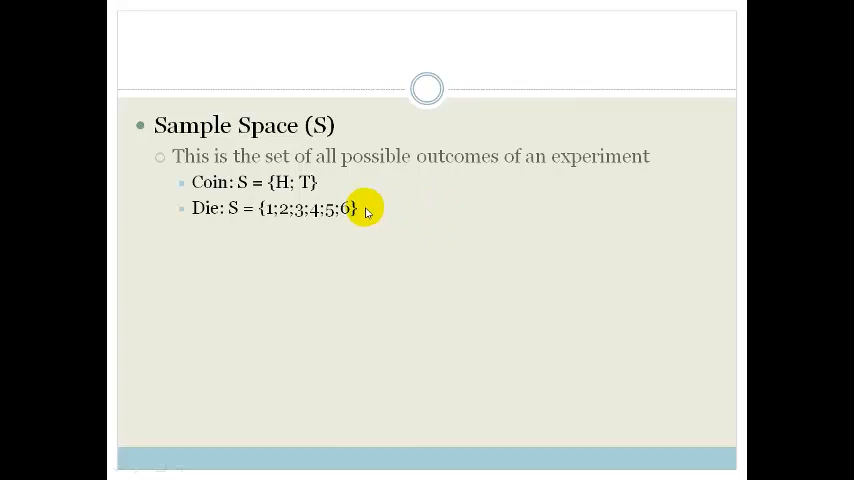 Sample Space (S)
This is the set of all possible outcomes of an experiment
Coin: S = {H; T}
Die: S = {1;2;3;4;5;6}